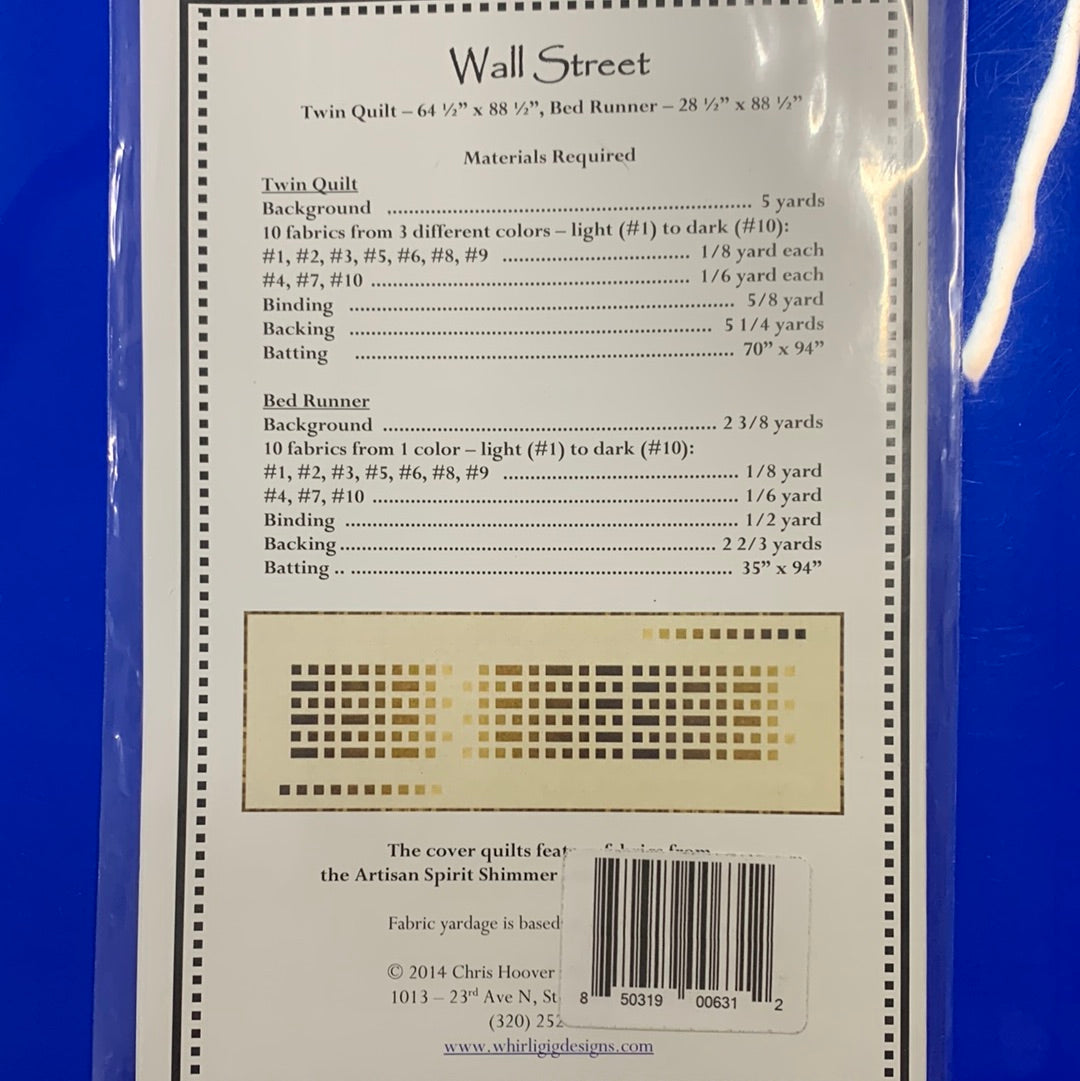 Wall Street
Twin Quilt – 64 ½” x 88 ½”, Bed Runner – 28 ½” x 88 ½”
Materials Required
Twin Quilt
Background ........................................................ 5 yards
10 fabrics from 3 different colors – light (#1) to dark (#10):
#1, #2, #3, #5, #6, #8, #9 ............................. 1/8 yard each
#4, #7, #10 ................................................ 1/6 yard each
Binding .......................................................... 5/8 yard
Backing ....................................................... 5 1/4 yards
Batting ......................................................... 70” x 94”
Bed Runner
Background .................................................. 2 3/8 yards
10 fabrics from 1 color – light (#1) to dark (#10):
#1, #2, #3, #5, #6, #8, #9 ................................... 1/8 yard
#4, #7, #10 ....................................................... 1/6 yard
Binding ........................................................... 1/2 yard
Backing ........................................................ 2 2/3 yards
Batting .. ......................................................... 35” x 94”
The cover quilts
the Artisan Spirit Shimmer
Fabric yardage is based
© 2014 Chris Hoover
1013 – 23rd Ave N, St
(320) 252
www.whirligigdesigns.com
8 50319 00631 2